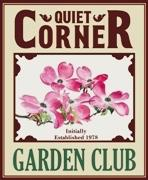 QUIET
CORNER
Initially
Established 1978
GARDEN CLUB